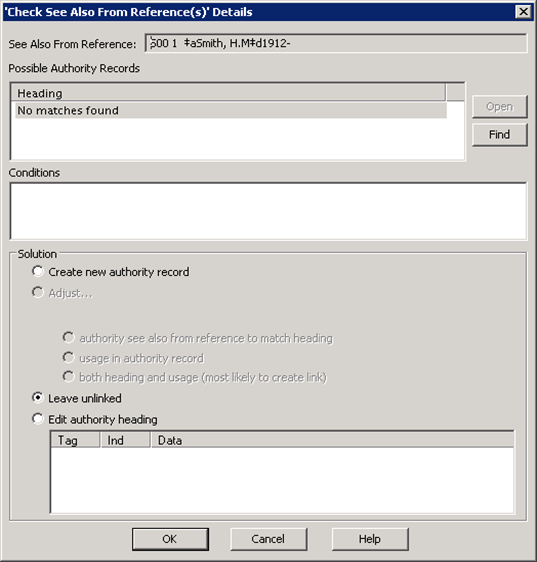 'Check See Also From Reference(s)' Details
See Also From Reference: 500 1 ‡aSmith, H.M‡d1912-
Possible Authority Records
Heading
No matches found
Open
Find
Conditions
Solution
Create new authority record
Adjust...
authority see also from reference to match heading
usage in authority record
both heading and usage (most likely to create link)
Leave unlinked
Edit authority heading
Tag Ind Data
OK Cancel Help